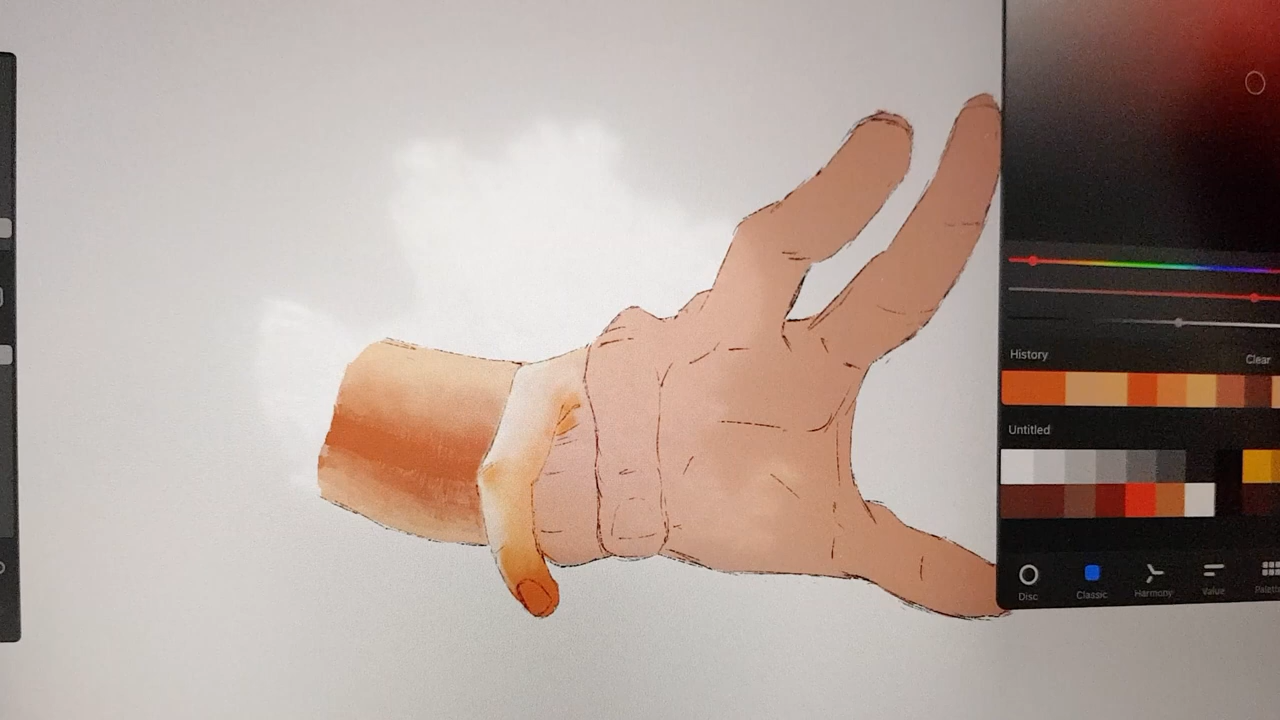 History
Clear
Untitled
Disc
Classic
Harmony
Value